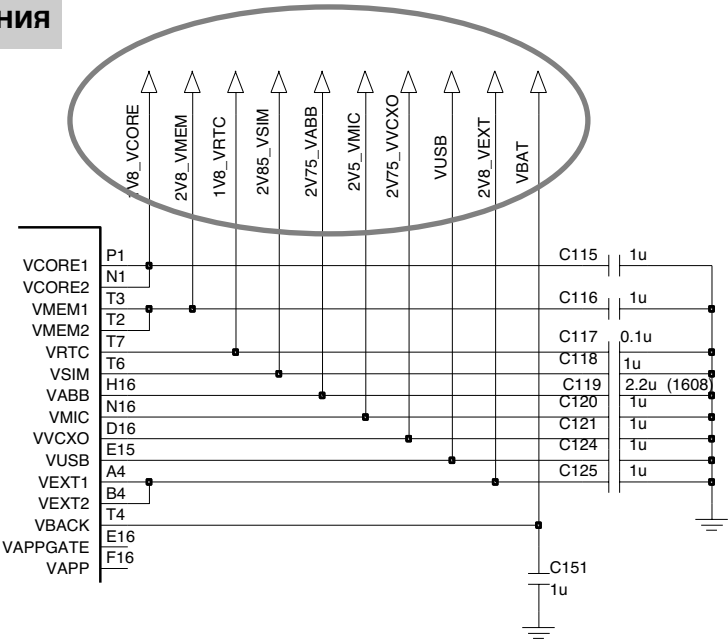 ния
1V8_VCORE
2V8_VMEM
1V8_VRTC
2V85_VSIM
2V75_VABB
2V5_VMIC
2V75_VVCXO
VUSB
2V8_VEXT
VBAT
VCORE1 P1 C115 1u
VCORE2 N1
VMEM1 T3 C116 1u
VMEM2 T2
VRTC T7 C117 0.1u
VSIM T6 C118 1u
VABB H16 C119 2.2u (1608)
VMIC N16 C120 1u
VVCXO D16 C121 1u
VUSB E15 C124 1u
VEXT1 A4 C125 1u
VEXT2 B4
VBACK T4
VAPPGATE E16
VAPP F16
C151
1u